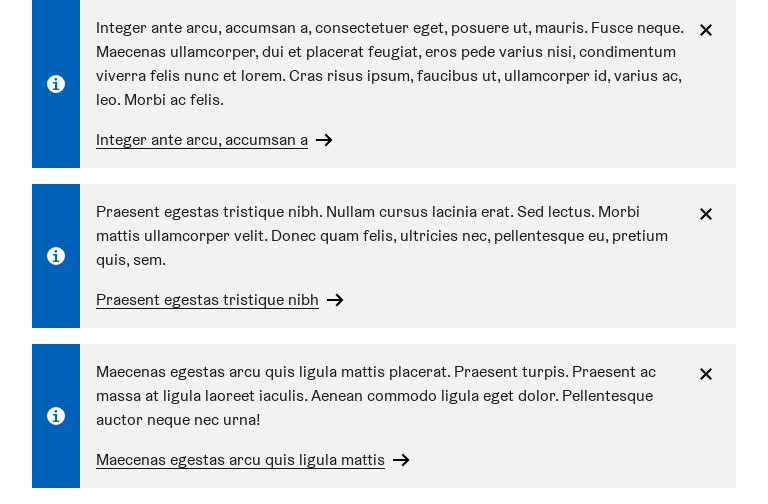 Integer ante arcu, accumsan a, consectetuer eget, posuere ut, mauris. Fusce neque.
Maecenas ullamcorper, dui et placerat feugiat, eros pede varius nisi, condimentum
viverra felis nunc et lorem. Cras risus ipsum, faucibus ut, ullamcorper id, varius ac,
leo. Morbi ac felis.
Integer ante arcu, accumsan a
Praesent egestas tristique nibh. Nullam cursus lacinia erat. Sed lectus. Morbi
mattis ullamcorper velit. Donec quam felis, ultricies nec, pellentesque eu, pretium
quis, sem.
Praesent egestas tristique nibh
Maecenas egestas arcu quis ligula mattis placerat. Praesent turpis. Praesent ac
massa at ligula laoreet iaculis. Aenean commodo ligula eget dolor. Pellentesque
auctor neque nec urna!
Maecenas egestas arcu quis ligula mattis